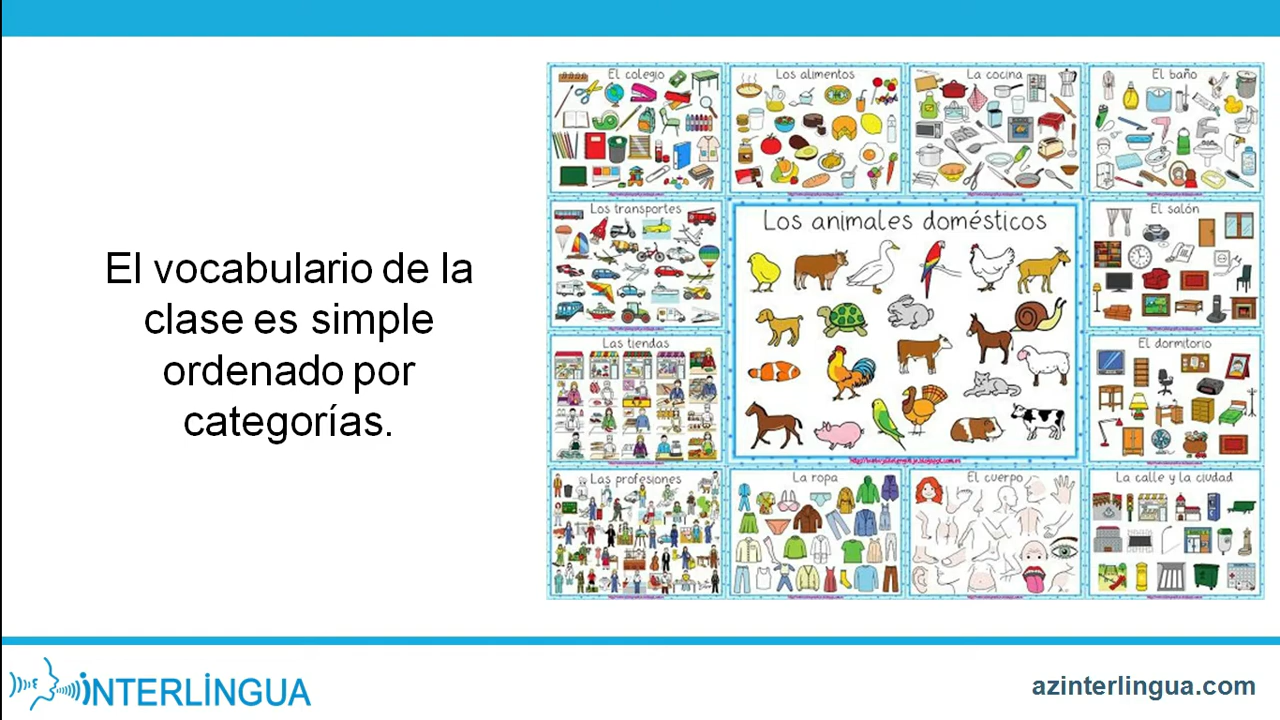 El vocabulario de la
clase es simple
ordenado por
categorías.
El colegio
Los alimentos
La cocina
El baño
Los transportes
Los animales domésticos
El salón
Las tiendas
El dormitorio
Las profesiones
La ropa
El cuerpo
La calle y la ciudad
INTERLİNGUA
azinterlingua.com